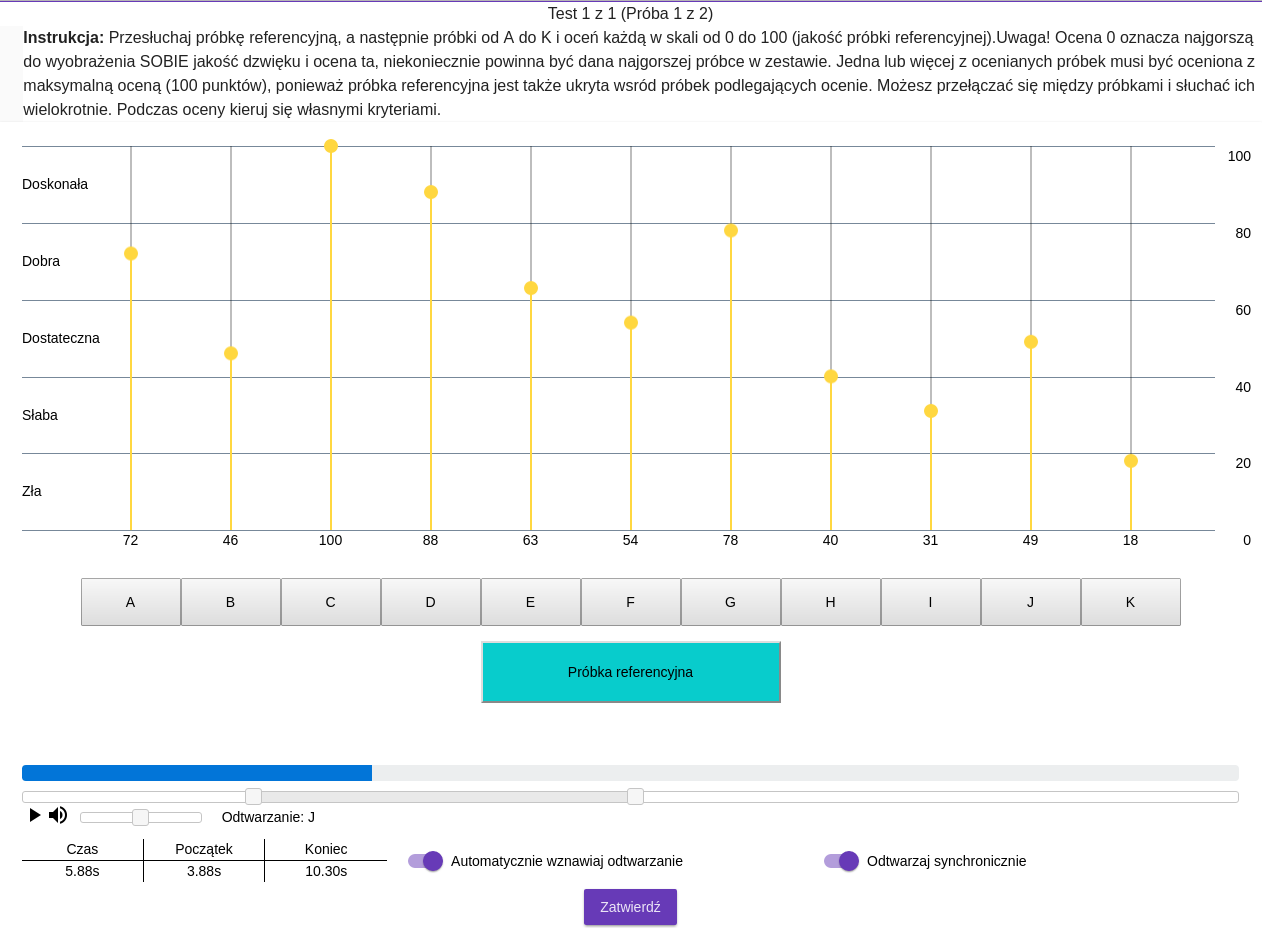 Test 1 z 1 (Próba 1 z 2)
Instrukcja: Przesłuchaj próbkę referencyjną, a następnie próbki od A do K i oceń każdą w skali od 0 do 100 (jakość próbki referencyjnej).Uwaga! Ocena 0 oznacza najgorszą
do wyobrażenia SOBIE jakość dzwięku i ocena ta, niekoniecznie powinna być dana najgorszej próbce w zestawie. Jedna lub więcej z ocenianych próbek musi być oceniona z
maksymalną oceną (100 punktów), ponieważ próbka referencyjna jest także ukryta wsród próbek podlegających ocenie. Możesz przełączać się między próbkami i słuchać ich
wielokrotnie. Podczas oceny kieruj się własnymi kryteriami.
100
Doskonała
80
Dobra
60
Dostateczna
40
Słaba
20
Zła
72 46 100 88 63 54 78 40 31 49 18 0
A B C D E F G H I J K
Próbka referencyjna
Odtwarzanie: J
Czas Początek Koniec
5.88s 3.88s 10.30s
Automatycznie wznawiaj odtwarzanie Odtwarzaj synchronicznie
Zatwierdź